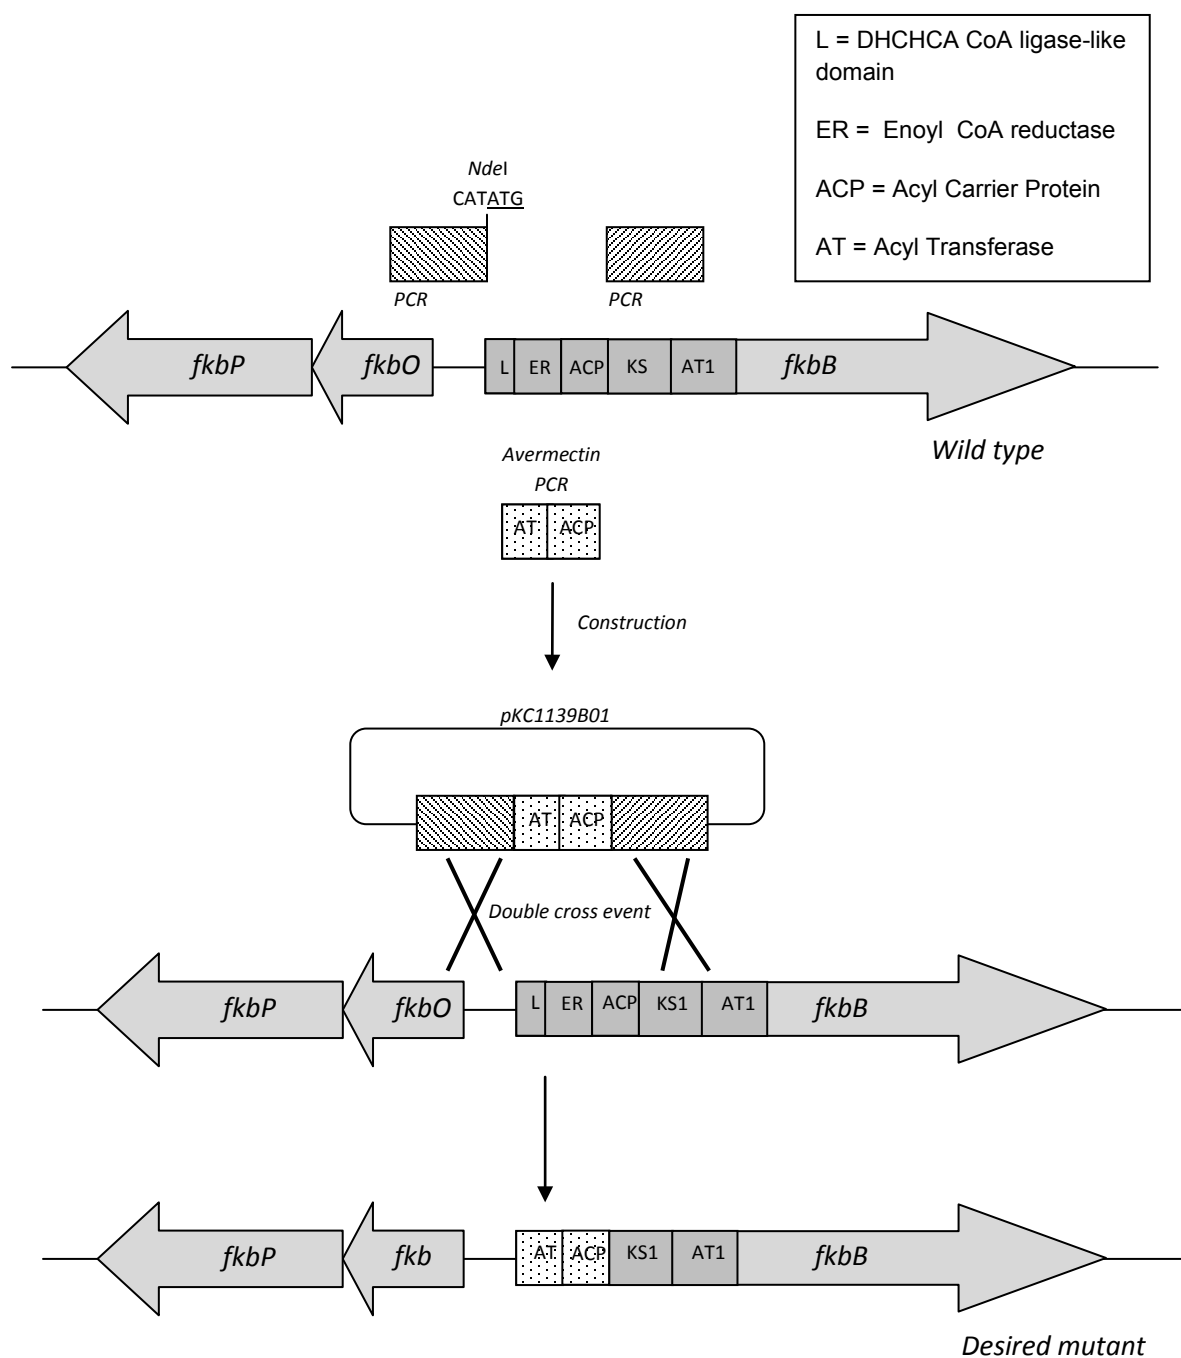 L = DHCHCA CoA ligase-like
domain
ER = Enoyl CoA reductase
ACP = Acyl Carrier Protein
AT = Acyl Transferase
NdeI
CATATG
PCR
PCR
fkbP
fkbO
L
ER
ACP
KS
AT1
fkbB
Wild type
Avermectin
PCR
AT
ACP
Construction
pKC1139B01
AT
ACP
Double cross event
fkbP
fkbO
L
ER
ACP
KS1
AT1
fkbB
fkbP
fkb
AT
ACP
KS1
AT1
fkbB
Desired mutant